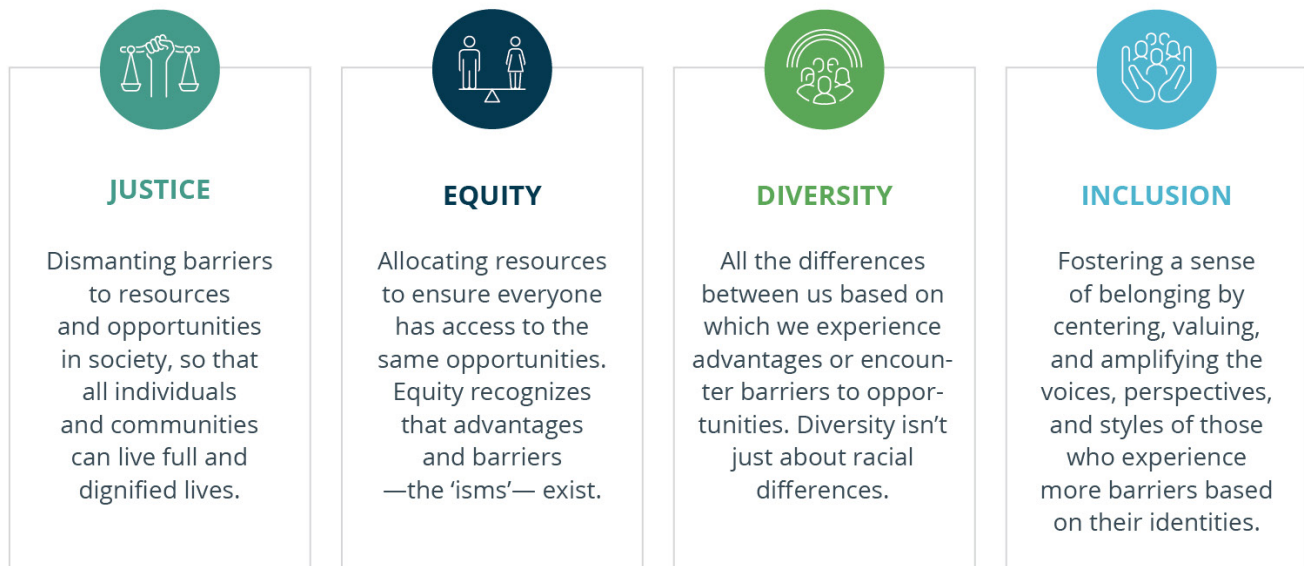 JUSTICE
Dismanting barriers
to resources
and opportunities
in society, so that
all individuals
and communities
can live full and
dignified lives.
EQUITY
Allocating resources
to ensure everyone
has access to the
same opportunities.
Equity recognizes
that advantages
and barriers
—the ‘isms’— exist.
DIVERSITY
All the differences
between us based on
which we experience
advantages or encoun-
ter barriers to oppor-
tunities. Diversity isn’t
just about racial
differences.
INCLUSION
Fostering a sense
of belonging by
centering, valuing,
and amplifying the
voices, perspectives,
and styles of those
who experience
more barriers based
on their identities.